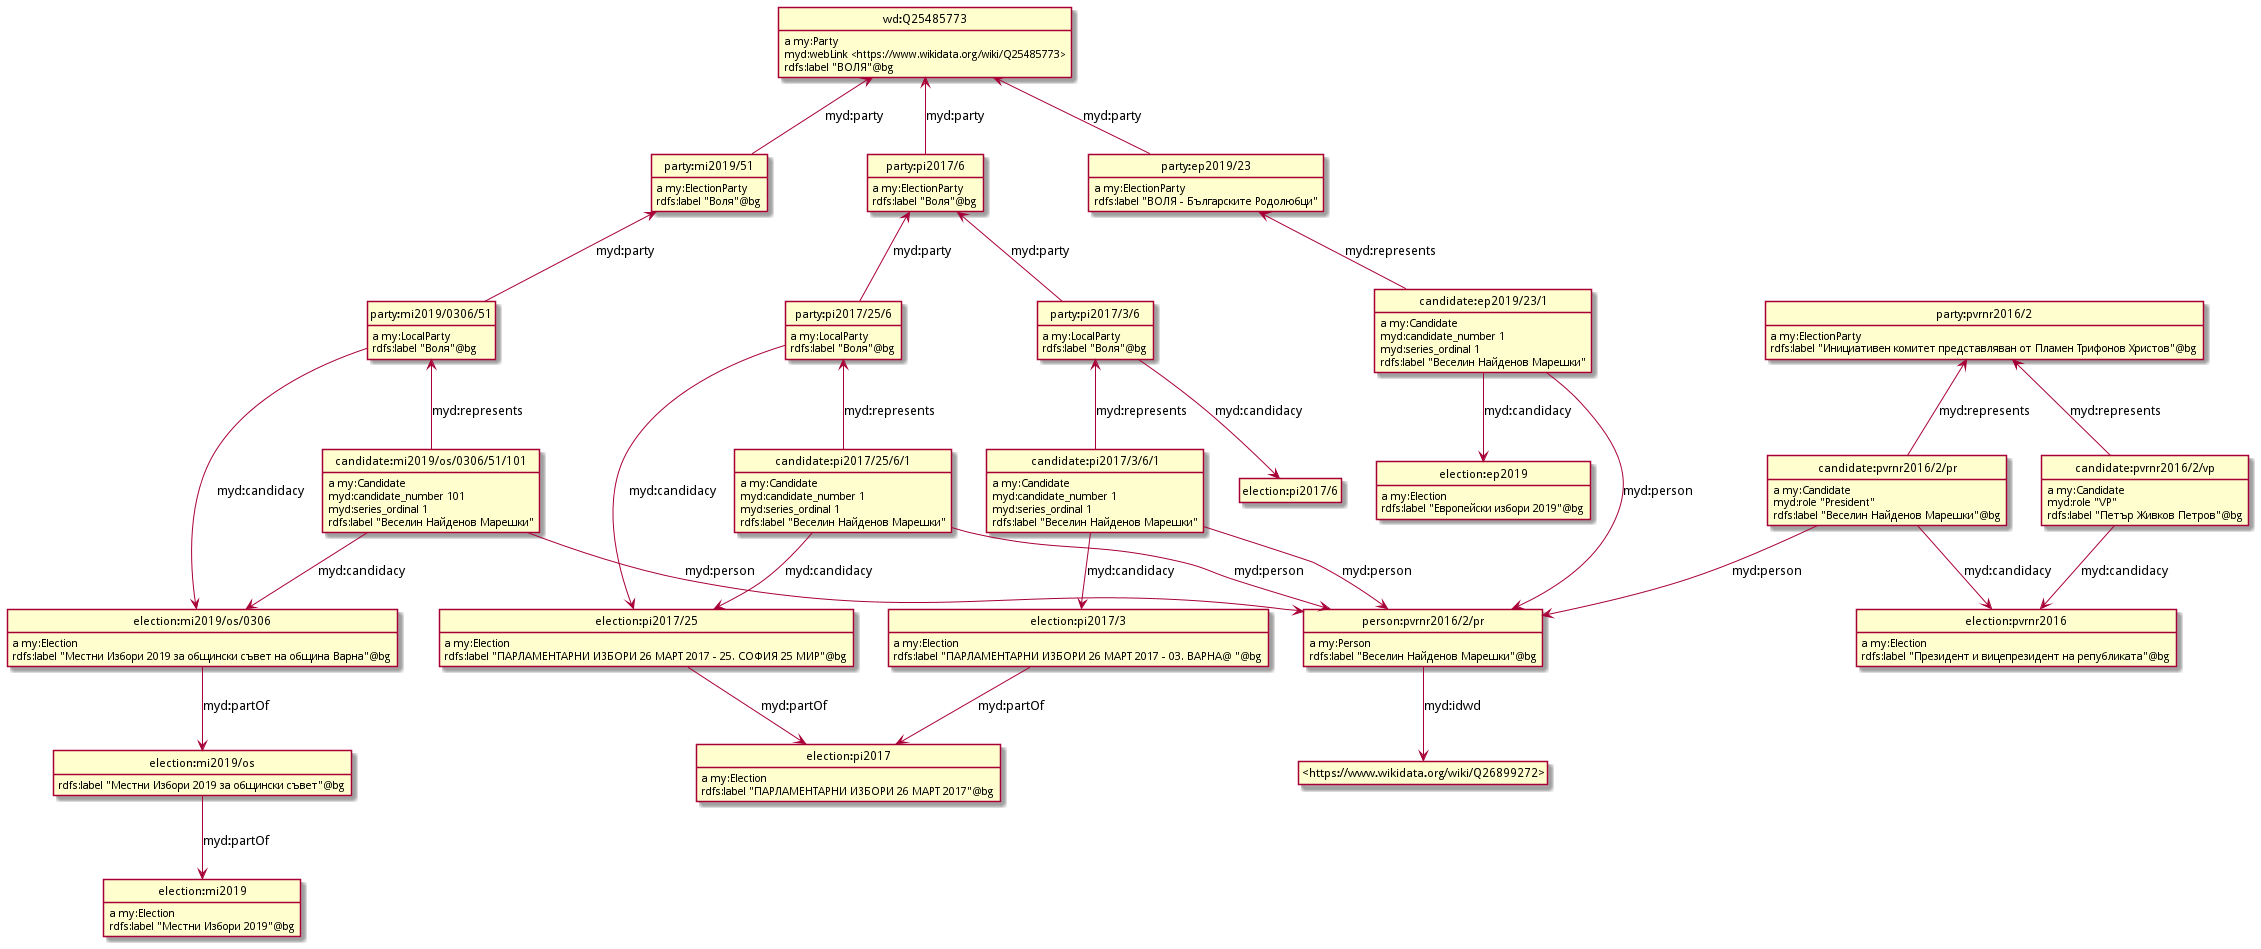 wd:Q25485773
a my:Party
myd:webLink <https://www.wikidata.org/wiki/Q25485773>
rdfs:label "ВОЛЯ"@bg
myd:party
myd:party
myd:party
party:mi2019/51
a my:ElectionParty
rdfs:label "Воля"@bg
party:pi2017/6
a my:ElectionParty
rdfs:label "Воля"@bg
party:ep2019/23
a my:ElectionParty
rdfs:label "ВОЛЯ - Българските Родолюбци"
myd:party
myd:party
myd:party
myd:represents
party:mi2019/0306/51
a my:LocalParty
rdfs:label "Воля"@bg
party:pi2017/25/6
a my:LocalParty
rdfs:label "Воля"@bg
party:pi2017/3/6
a my:LocalParty
rdfs:label "Воля"@bg
candidate:ep2019/23/1
a my:Candidate
myd:candidate_number 1
myd:series_ordinal 1
rdfs:label "Веселин Найденов Марешки"
party:pvrnr2016/2
a my:ElectionParty
rdfs:label "Инициативен комитет представляван от Пламен Трифонов Христов"@bg
myd:represents
myd:represents
myd:represents
myd:candidacy
myd:candidacy
myd:represents
myd:represents
myd:candidacy
candidate:mi2019/os/0306/51/101
a my:Candidate
myd:candidate_number 101
myd:series_ordinal 1
rdfs:label "Веселин Найденов Марешки"
myd:candidacy
candidate:pi2017/25/6/1
a my:Candidate
myd:candidate_number 1
myd:series_ordinal 1
rdfs:label "Веселин Найденов Марешки"
candidate:pi2017/3/6/1
a my:Candidate
myd:candidate_number 1
myd:series_ordinal 1
rdfs:label "Веселин Найденов Марешки"
election:pi2017/6
election:ep2019
a my:Election
rdfs:label "Европейски избори 2019"@bg
myd:person
candidate:pvrnr2016/2/pr
a my:Candidate
myd:role "President"
rdfs:label "Веселин Найденов Марешки"@bg
candidate:pvrnr2016/2/vp
a my:Candidate
myd:role "VP"
rdfs:label "Петър Живков Петров"@bg
myd:candidacy
myd:person
myd:candidacy
myd:candidacy
myd:person
myd:person
myd:person
myd:candidacy
myd:candidacy
election:mi2019/os/0306
a my:Election
rdfs:label "Местни Избори 2019 за общински съвет на община Варна"@bg
election:pi2017/25
a my:Election
rdfs:label "ПАРЛАМЕНТАРНИ ИЗБОРИ 26 МАРТ 2017 - 25. СОФИЯ 25 МИР"@bg
election:pi2017/3
a my:Election
rdfs:label "ПАРЛАМЕНТАРНИ ИЗБОРИ 26 МАРТ 2017 - 03. ВАРНА@ "@bg
person:pvrnr2016/2/pr
a my:Person
rdfs:label "Веселин Найденов Марешки"@bg
election:pvrnr2016
a my:Election
rdfs:label "Президент и вицепрезидент на републиката"@bg
myd:partOf
myd:partOf
myd:partOf
myd:idwd
election:mi2019/os
rdfs:label "Местни Избори 2019 за общински съвет"@bg
election:pi2017
a my:Election
rdfs:label "ПАРЛАМЕНТАРНИ ИЗБОРИ 26 МАРТ 2017"@bg
<https://www.wikidata.org/wiki/Q26899272>
myd:partOf
election:mi2019
a my:Election
rdfs:label "Местни Избори 2019"@bg